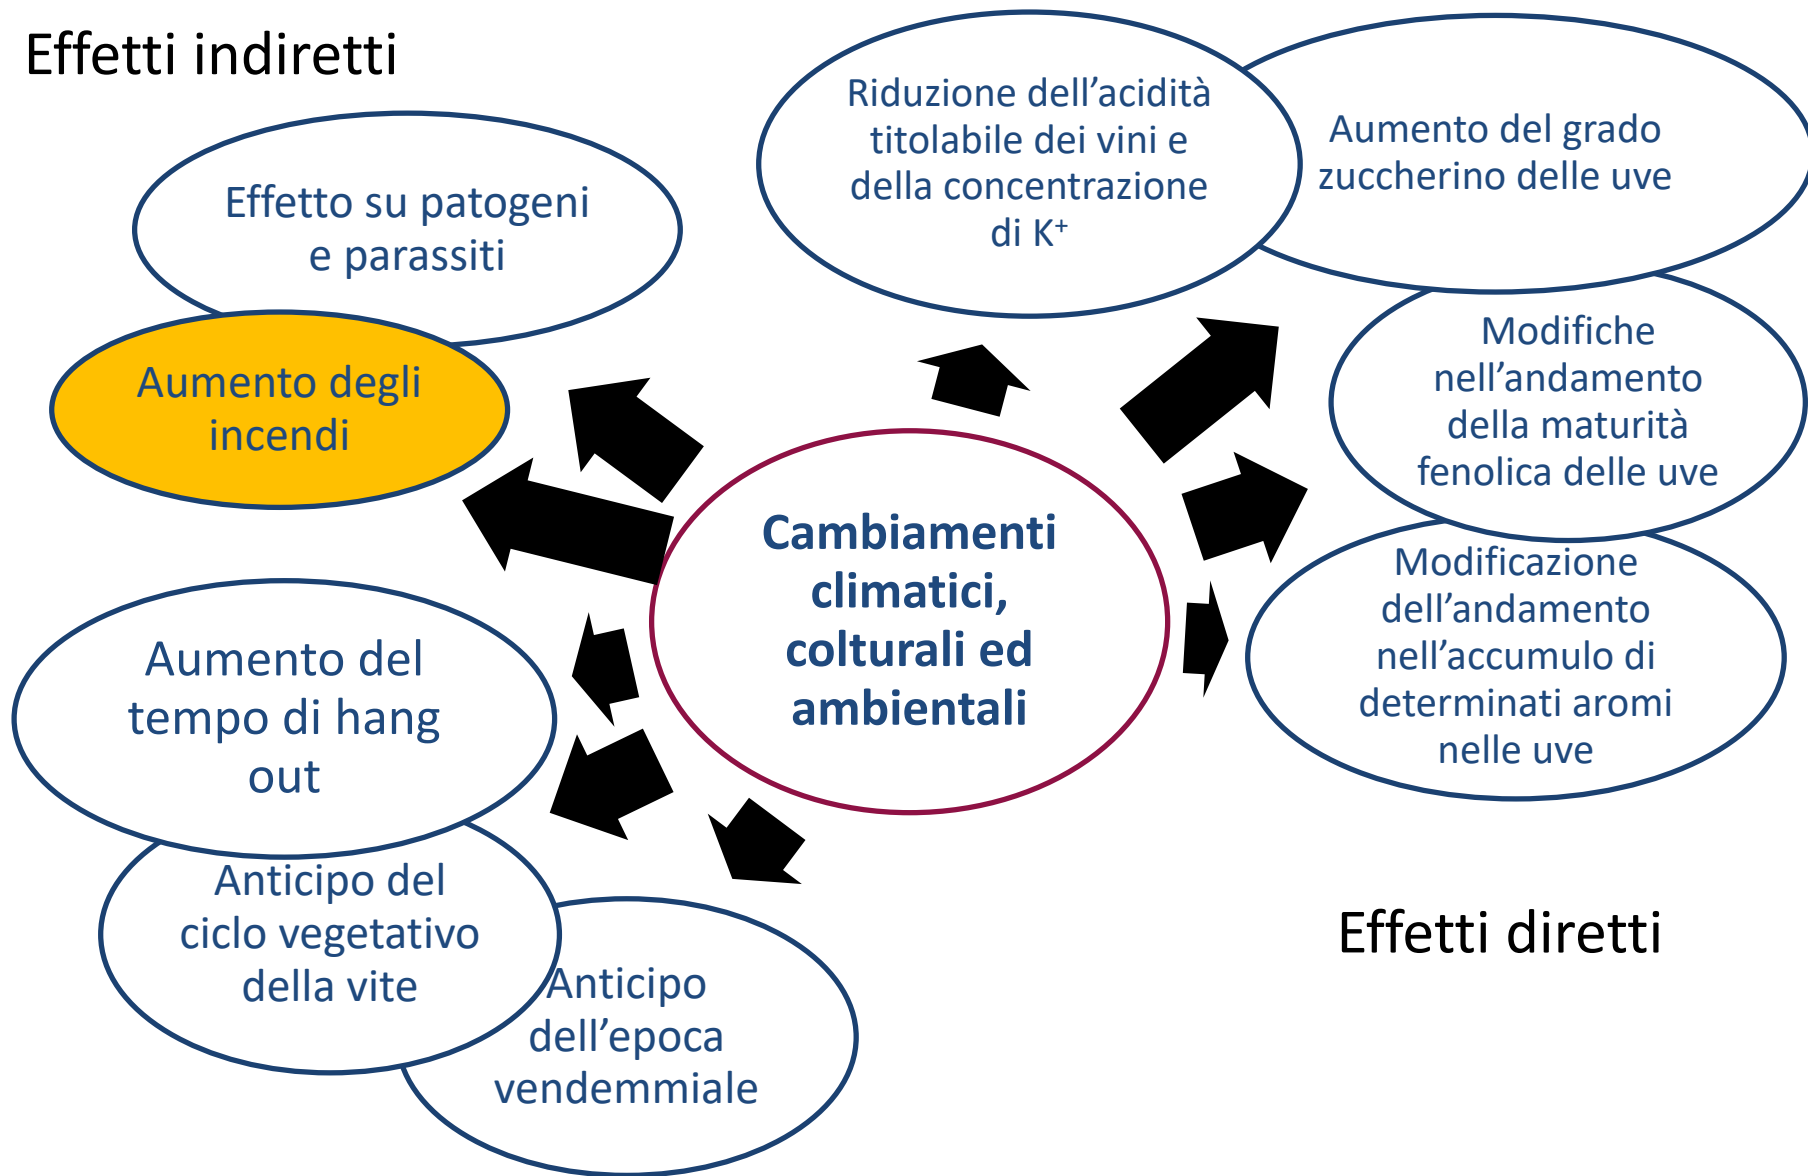 Effetti indiretti
Effetto su patogeni
e parassiti
Aumento degli
incendi
Aumento del
tempo di hang
out
Anticipo del
ciclo vegetativo
della vite
Anticipo
dell’epoca
vendemmiale
Cambiamenti
climatici,
colturali ed
ambientali
Riduzione dell’acidità
titolabile dei vini e
della concentrazione
di K⁺
Aumento del grado
zuccherino delle uve
Modifiche
nell’andamento
della maturità
fenolica delle uve
Modificazione
dell’andamento
nell’accumulo di
determinati aromi
nelle uve
Effetti diretti